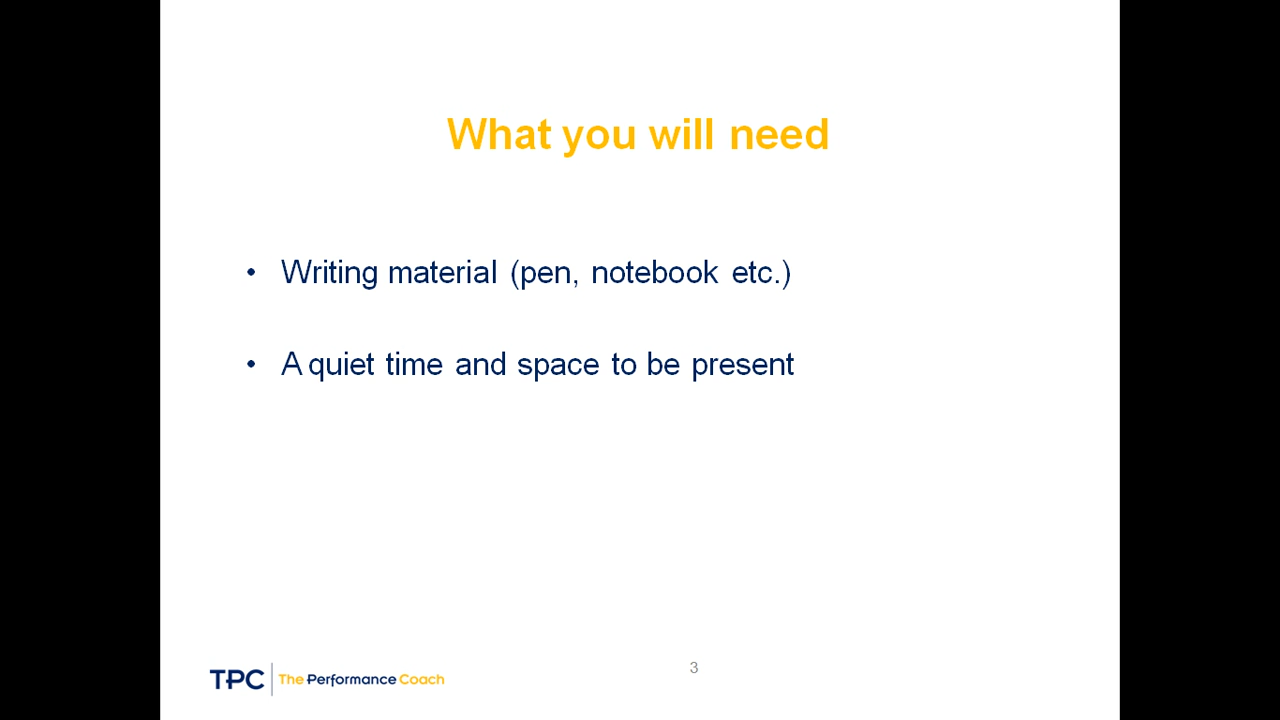 What you will need
• Writing material (pen, notebook etc.)
• A quiet time and space to be present
TPC | The Performance Coach
3